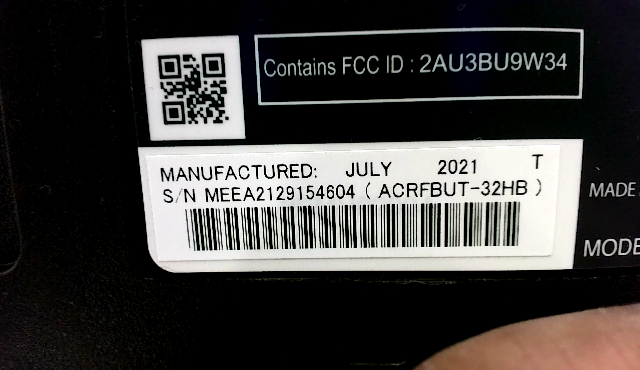 Contains FCC ID : 2AU3BU9W34
MANUFACTURED: JULY 2021 T
S/N MEEA2129154604 ( ACRFBUT-32HB )
MADE
MODE